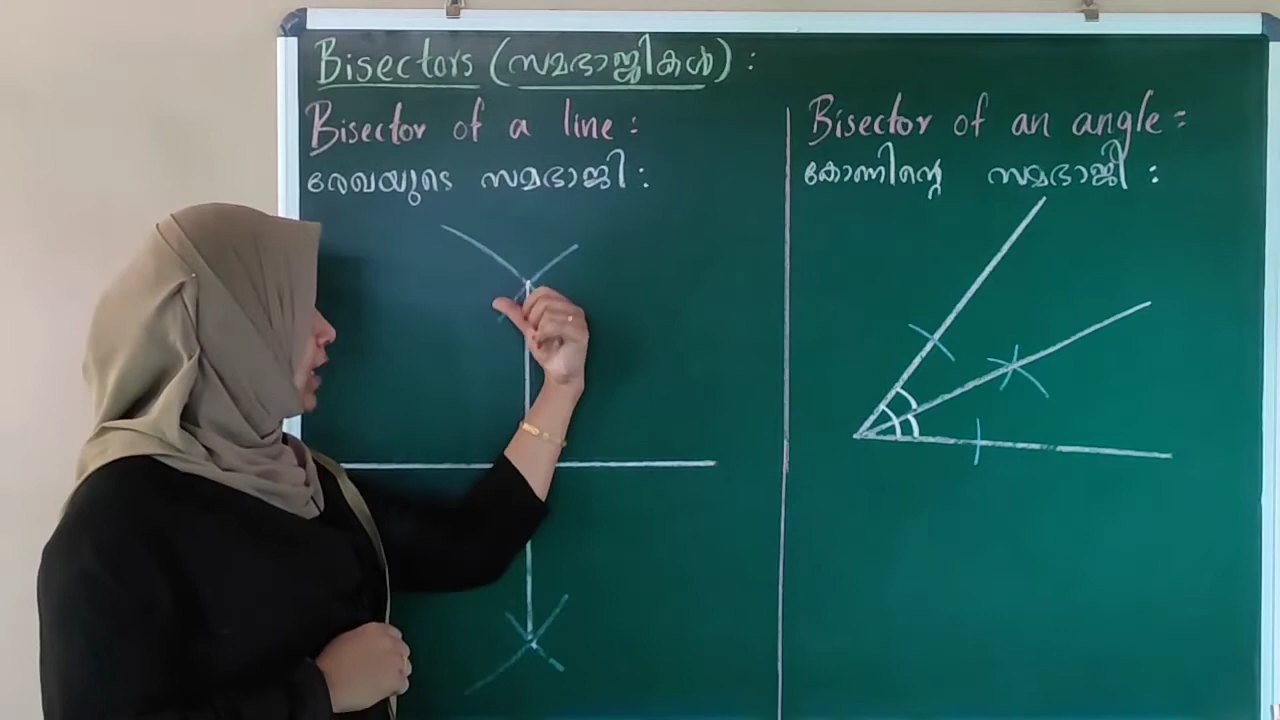 Bisectors (സമഭാജികൾ) :
Bisector of a line :
രേഖയുടെ സമഭാജി :
Bisector of an angle :
കോണിന്റെ സമഭാജി :